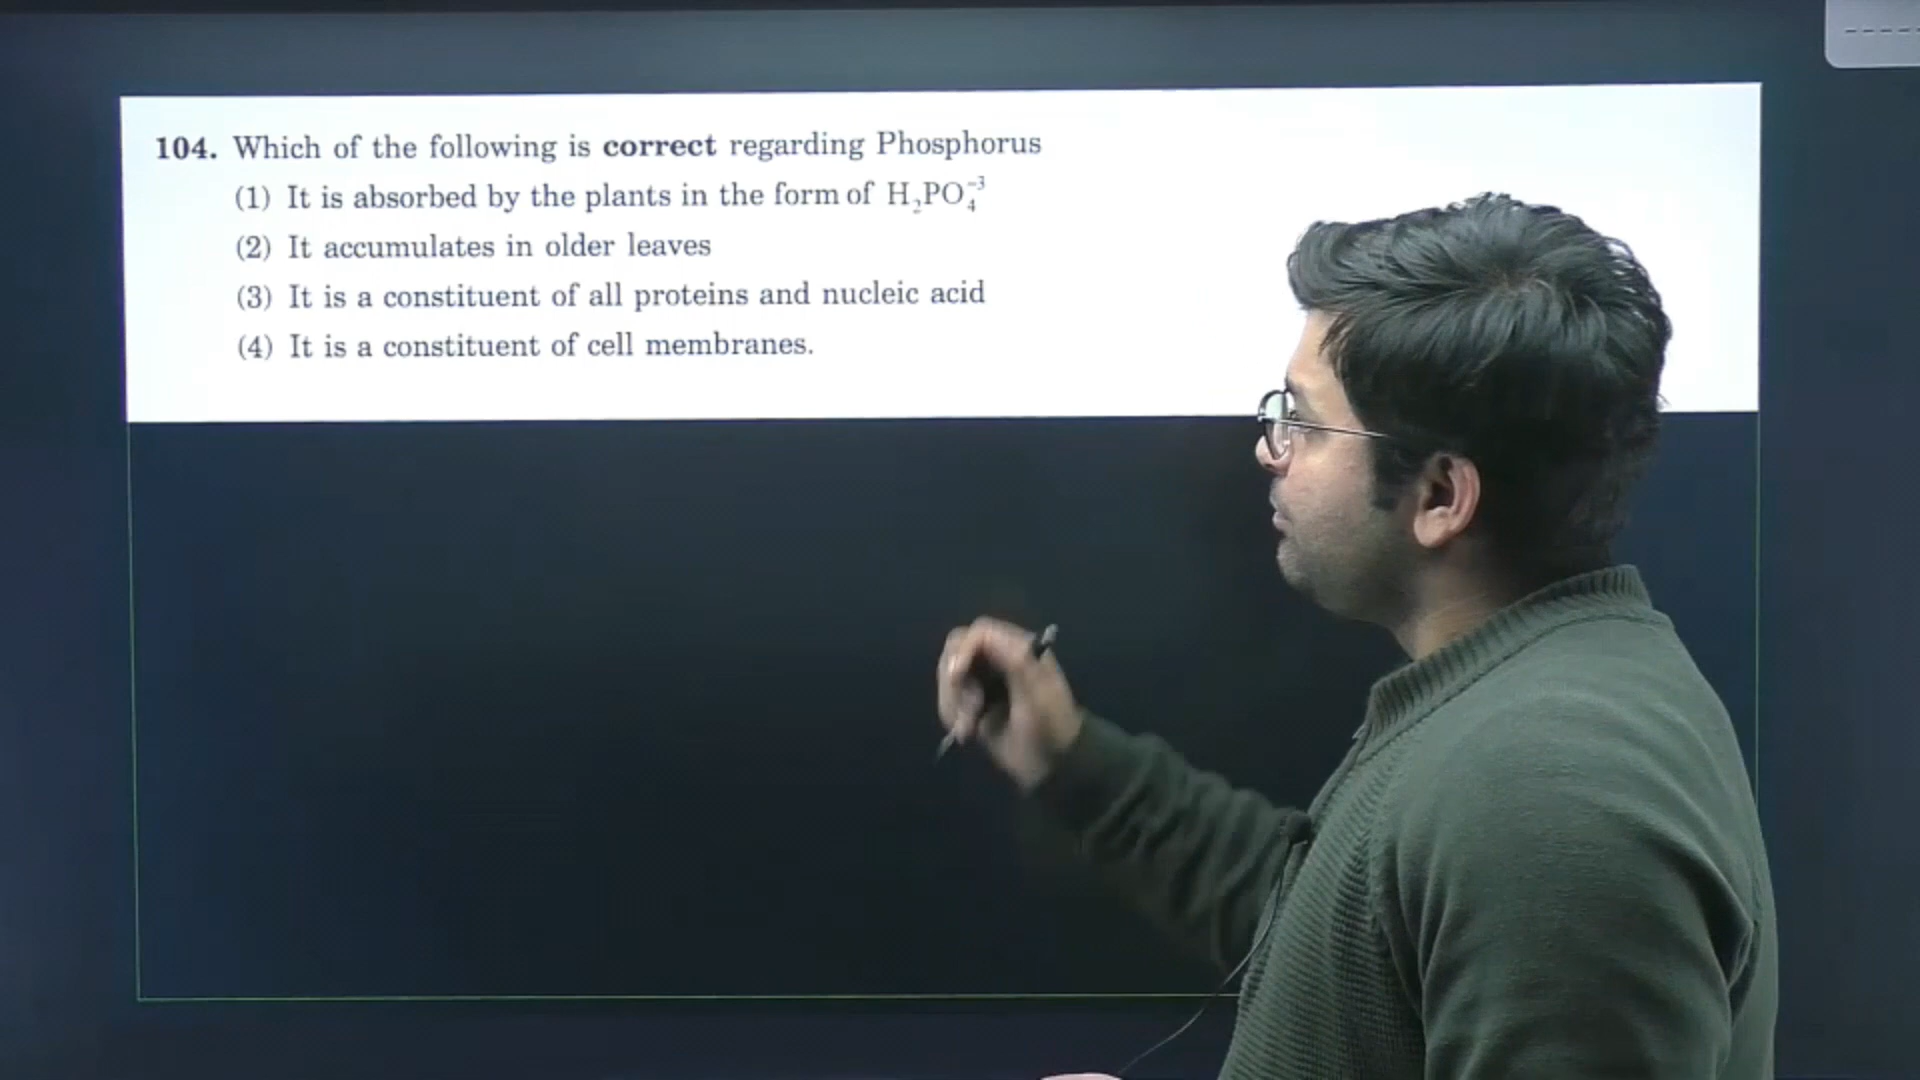 104. Which of the following is correct regarding Phosphorus
(1) It is absorbed by the plants in the form of H₂PO₄⁻³
(2) It accumulates in older leaves
(3) It is a constituent of all proteins and nucleic acid
(4) It is a constituent of cell membranes.